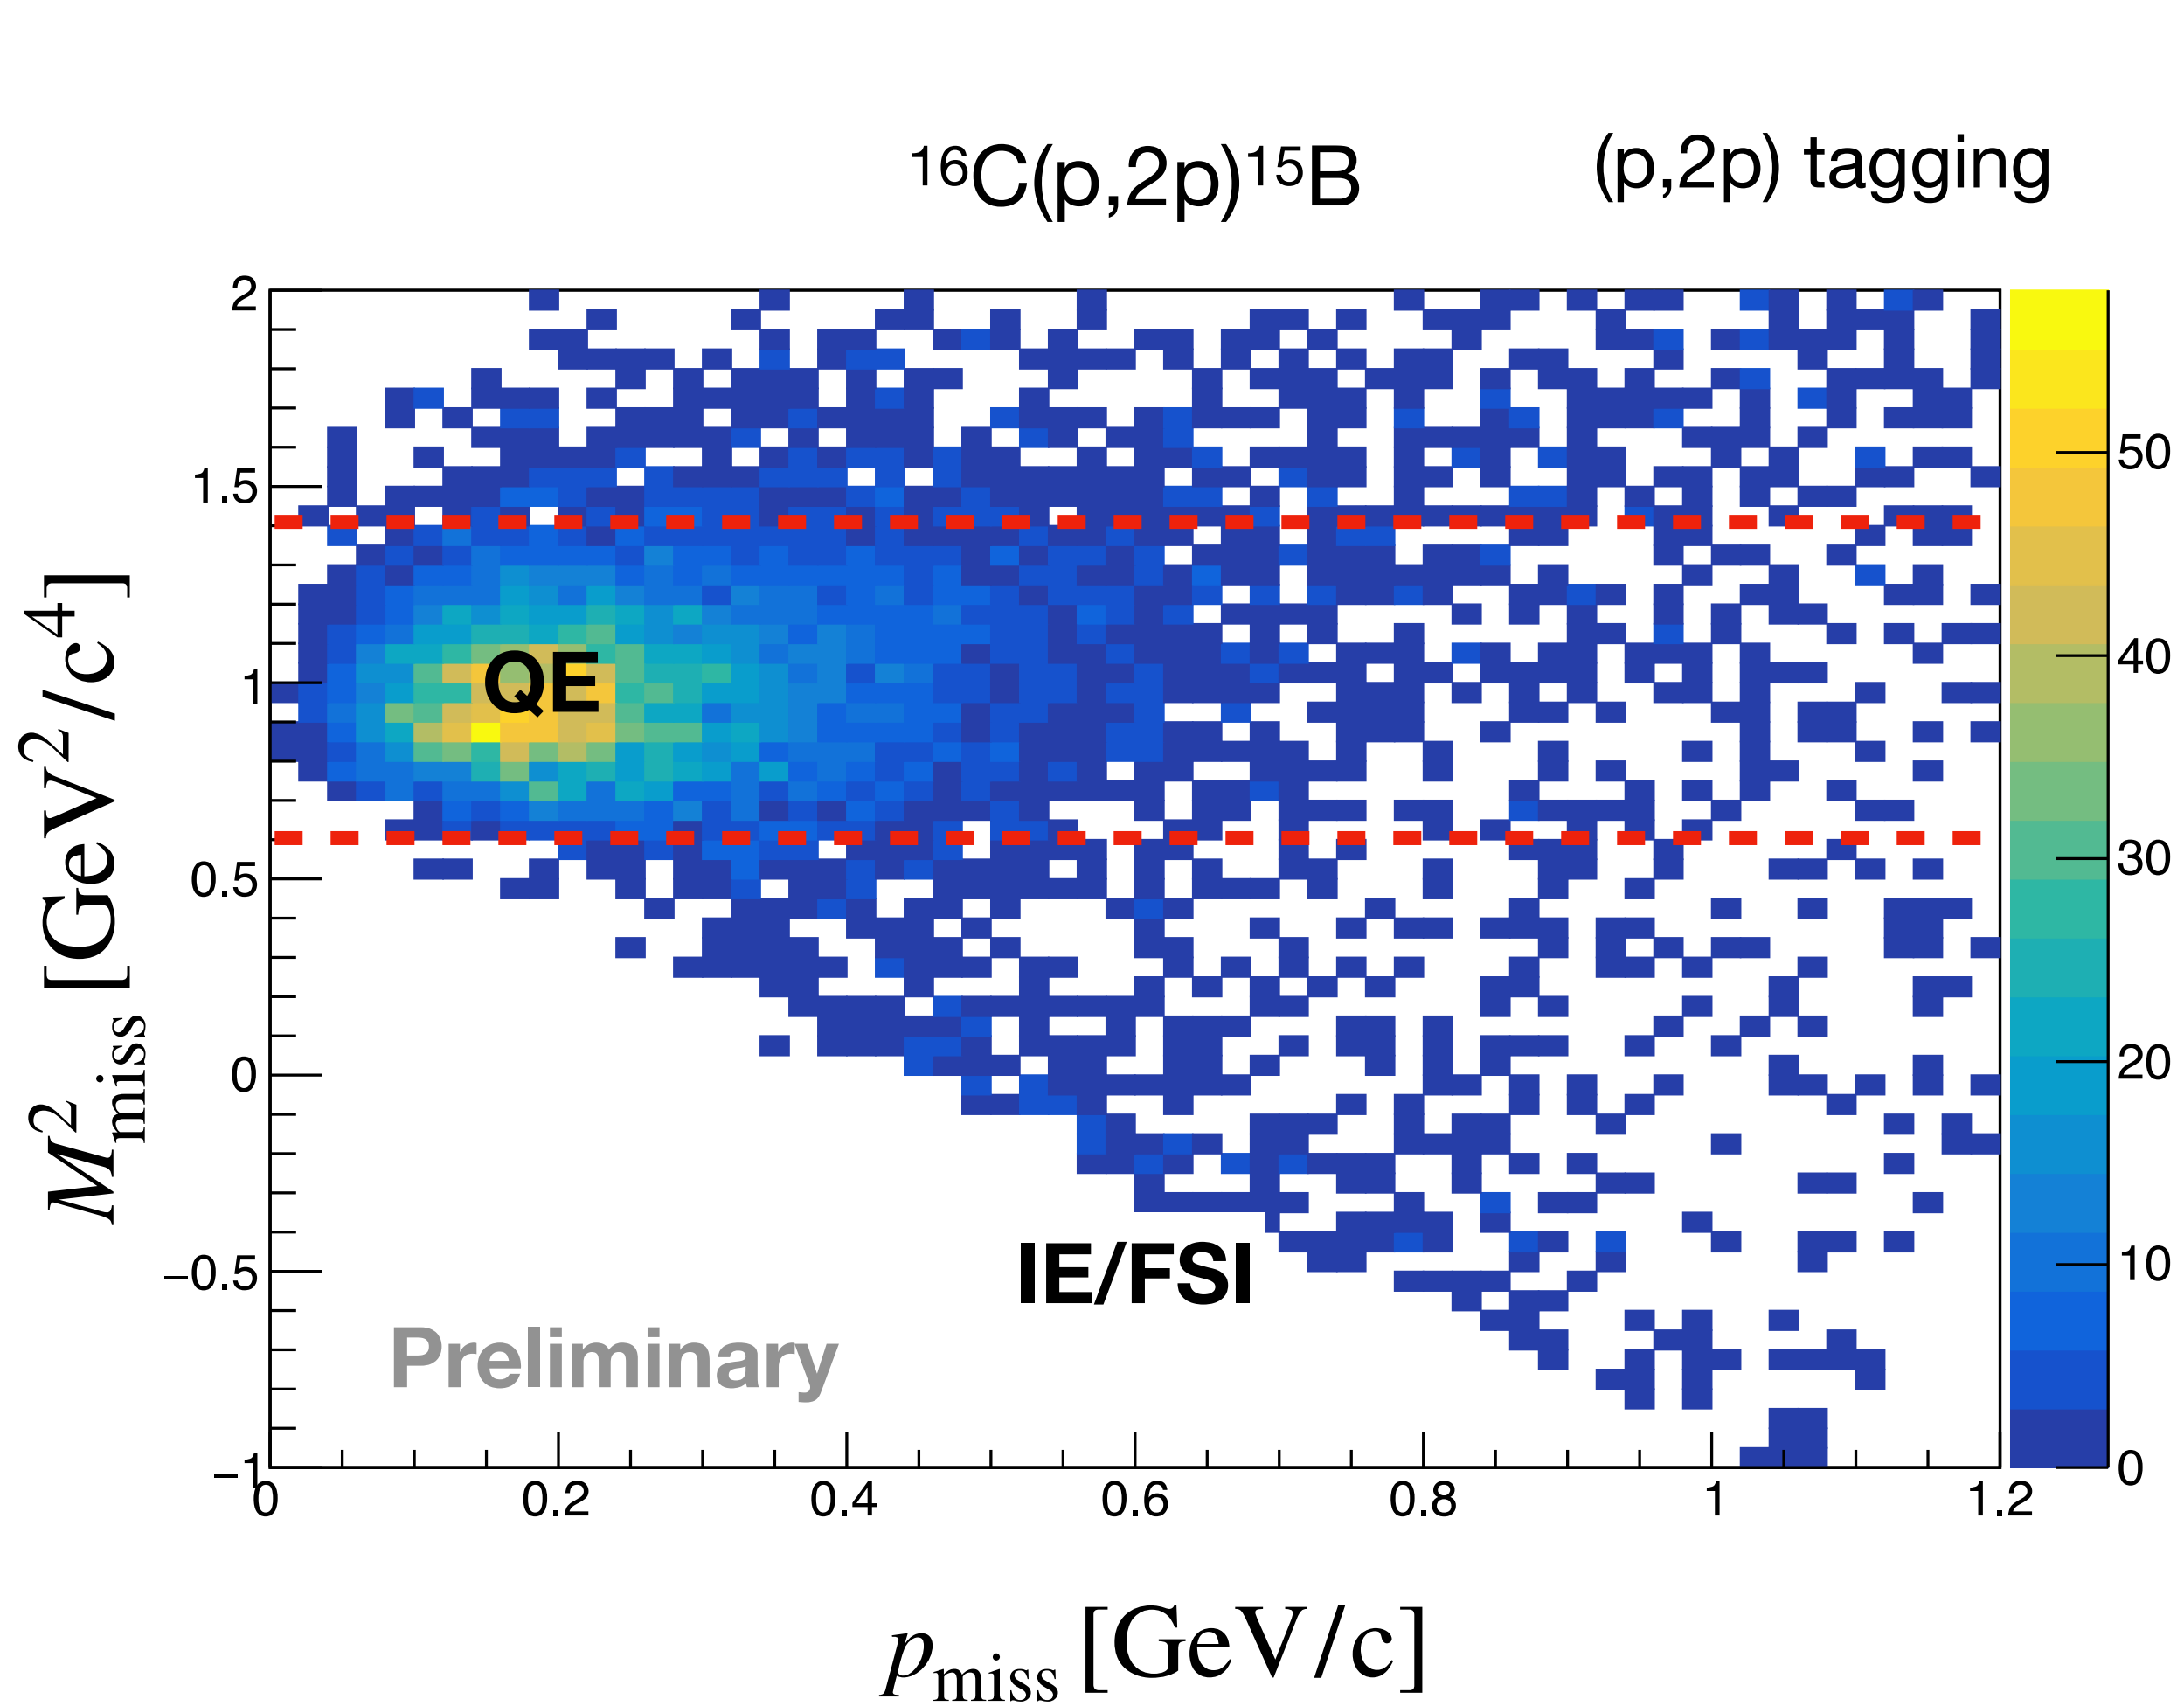 ¹⁶C(p,2p)¹⁵B (p,2p) tagging
2
1.5
1
0.5
0
−0.5
−1
M²miss [GeV²/c⁴]
QE
IE/FSI
Preliminary
50
40
30
20
10
0
0 0.2 0.4 0.6 0.8 1 1.2
pmiss [GeV/c]